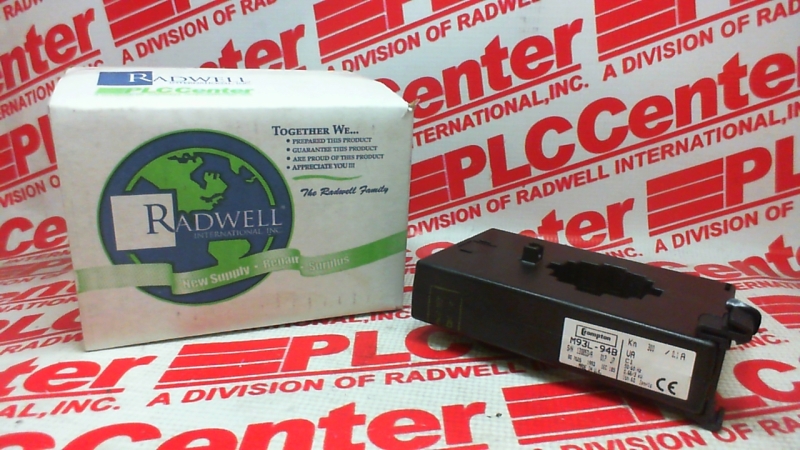 RADWELL
PLCCenter
TOGETHER WE...
• PREPARED THIS PRODUCT
• GUARANTEE THIS PRODUCT
• ARE PROUD OF THIS PRODUCT
• APPRECIATE YOU!!!
The Radwell Family
RADWELL
INTERNATIONAL, INC.
New Supply • Repair • Surplus
Crompton
M93L-94B
Kn
A
VA
Cl
CE
PLCCenter
A DIVISION OF RADWELL INTERNATIONAL, INC.